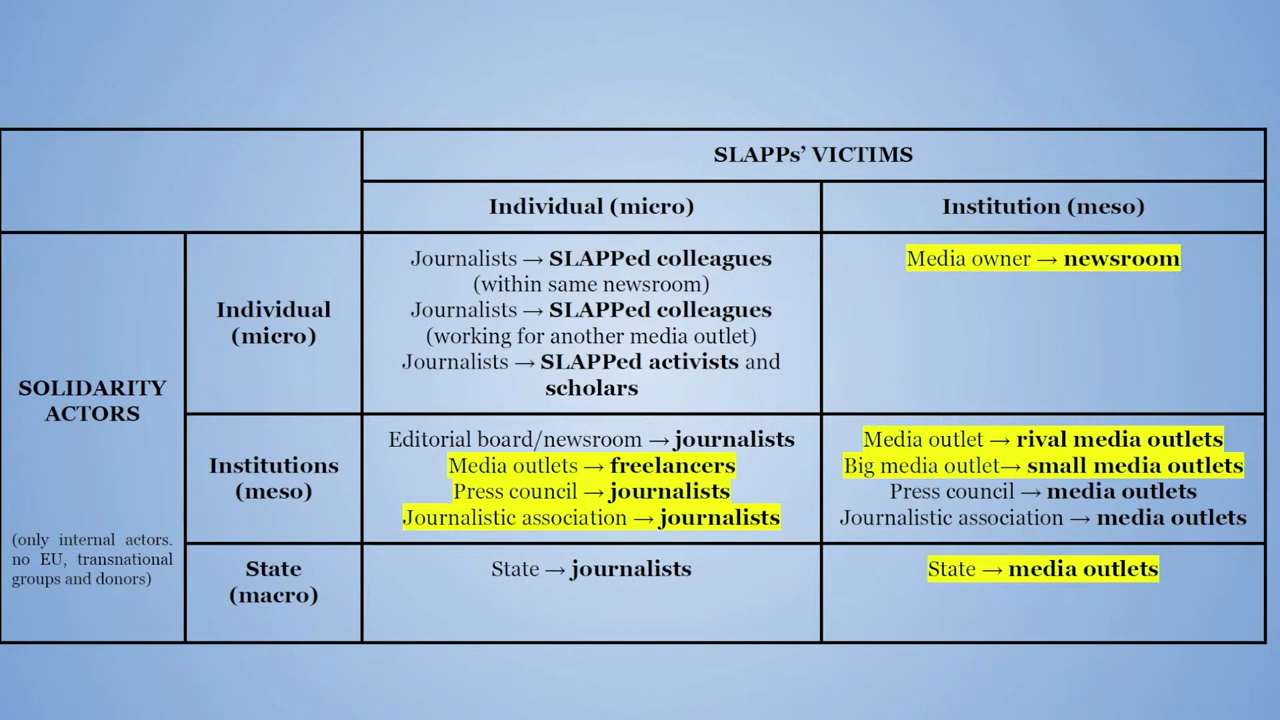 SLAPPs’ VICTIMS
Individual (micro)
Institution (meso)
SOLIDARITY
ACTORS
(only internal actors.
no EU, transnational
groups and donors)
Individual
(micro)
Journalists → SLAPPed colleagues
(within same newsroom)
Journalists → SLAPPed colleagues
(working for another media outlet)
Journalists → SLAPPed activists and
scholars
Media owner → newsroom
Institutions
(meso)
Editorial board/newsroom → journalists
Media outlets → freelancers
Press council → journalists
Journalistic association → journalists
Media outlet → rival media outlets
Big media outlet→ small media outlets
Press council → media outlets
Journalistic association → media outlets
State
(macro)
State → journalists
State → media outlets